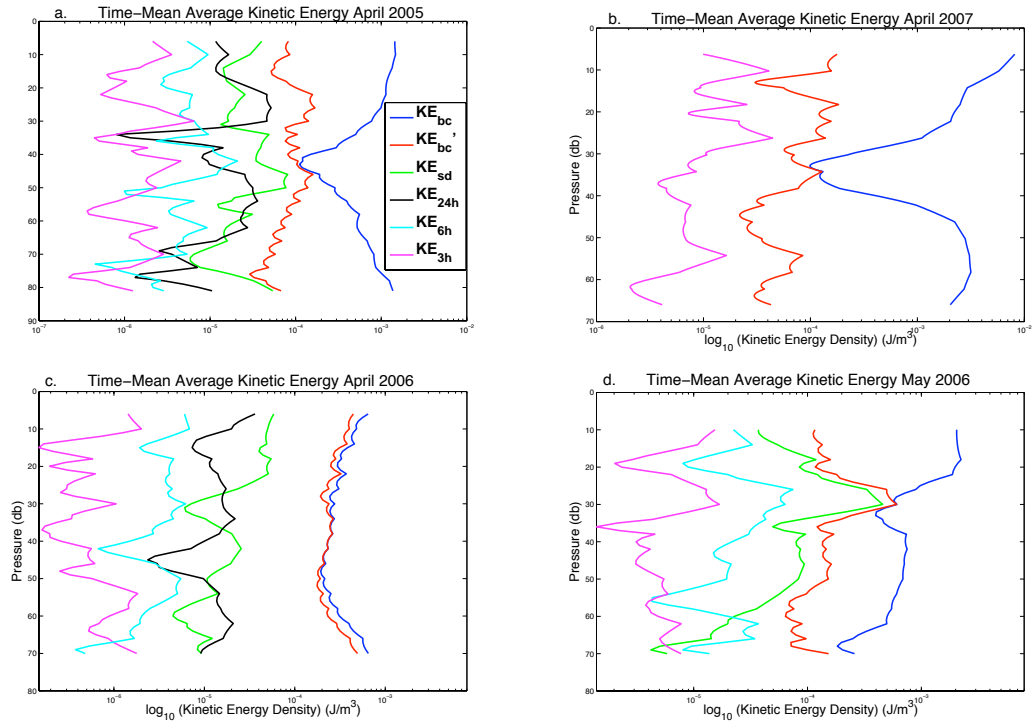 a. Time-Mean Average Kinetic Energy April 2005
0
10
20
30
40
50
60
70
80
90
10⁻⁷ 10⁻⁶ 10⁻⁵ 10⁻⁴ 10⁻³ 10⁻²
KE_bc
KE_bc'
KE_sd
KE_24h
KE_6h
KE_3h
b. Time-Mean Average Kinetic Energy April 2007
Pressure (db)
0
10
20
30
40
50
60
70
80
10⁻⁶ 10⁻⁵ 10⁻⁴ 10⁻³ 10⁻²
log₁₀ (Kinetic Energy Density) (J/m³)
c. Time-Mean Average Kinetic Energy April 2006
Pressure (db)
0
10
20
30
40
50
60
70
80
10⁻⁶ 10⁻⁵ 10⁻⁴ 10⁻³
log₁₀ (Kinetic Energy Density) (J/m³)
d. Time-Mean Average Kinetic Energy May 2006
Pressure (db)
0
10
20
30
40
50
60
70
80
10⁻⁵ 10⁻⁴ 10⁻³
log₁₀ (Kinetic Energy Density) (J/m³)